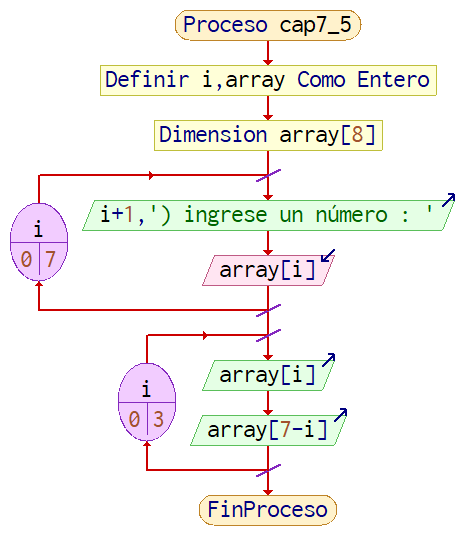 Proceso cap7_5
Definir i,array Como Entero
Dimension array[8]
i+1,') ingrese un número : '
i
0 7
array[i]
i
0 3
array[i]
array[7-i]
FinProceso